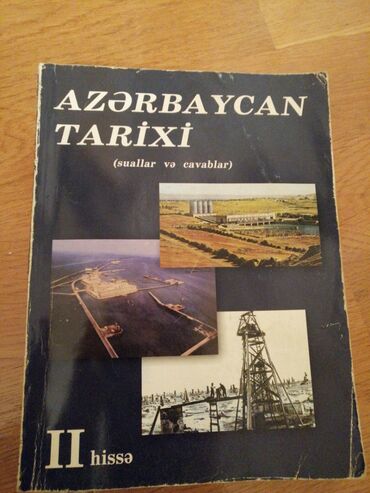 AZƏRBAYCAN
TARİXİ
(suallar və cavablar)
II hissə